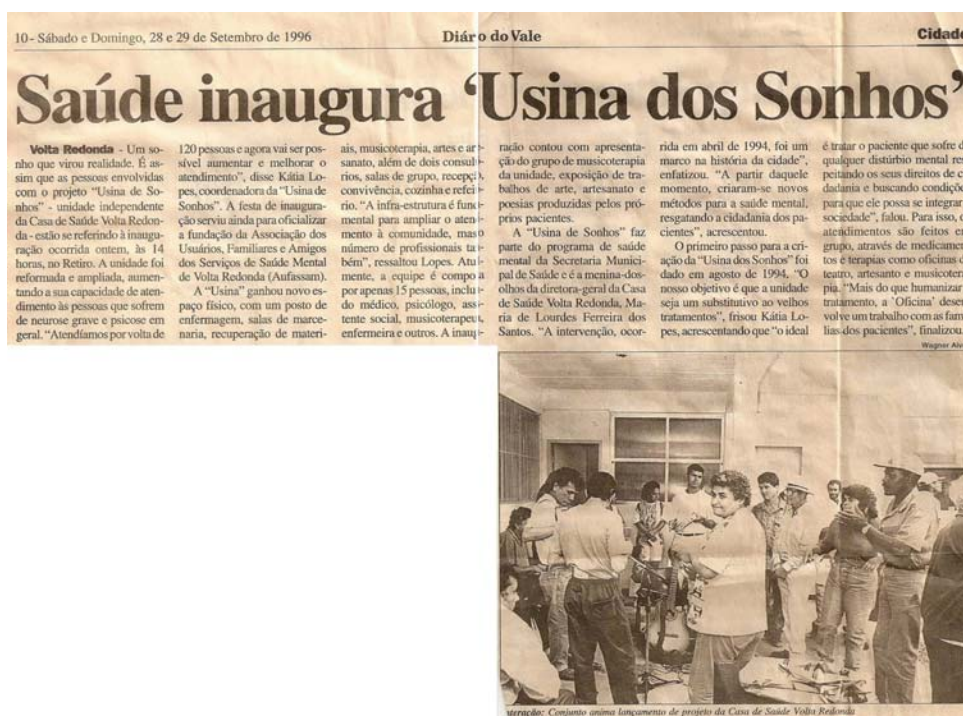 10 - Sábado e Domingo, 28 e 29 de Setembro de 1996
Diário do Vale
Cidade
Saúde inaugura ‘Usina dos Sonhos’
Volta Redonda - Um so-
nho que virou realidade. É as-
sim que as pessoas envolvidas
com o projeto “Usina de So-
nhos” - unidade independente
da Casa de Saúde Volta Redon-
da - estão se referindo à inaugu-
ração ocorrida ontem, às 14
horas, no Retiro. A unidade foi
reformada e ampliada, aumen-
tando a sua capacidade de aten-
dimento às pessoas que sofrem
de neurose grave e psicose em
geral. “Atendíamos por volta de
120 pessoas e agora vai ser pos-
sível aumentar e melhorar o
atendimento”, disse Kátia Lo-
pes, coordenadora da “Usina de
Sonhos”. A festa de inaugura-
ção serviu ainda para oficializar
a fundação da Associação dos
Usuários, Familiares e Amigos
dos Serviços de Saúde Mental
de Volta Redonda (Aufassam).
A “Usina” ganhou novo es-
paço físico, com um posto de
enfermagem, salas de marce-
naria, recuperação de materi-
ais, musicoterapia, artes e ar
sanato, além de dois consul
rios, salas de grupo, recepç
convivência, cozinha e refei
rio. “A infra-estrutura é fun
mental para ampliar o aten
mento à comunidade, mas o
número de profissionais ta
bém”, ressaltou Lopes. Atu
mente, a equipe é compo a
por apenas 15 pessoas, inclu
do médico, psicólogo, as
tente social, musicoterapeu
enfermeira e outros. A inau
ração contou com apresenta-
ção do grupo de musicoterapia
da unidade, exposição de tra-
balhos de arte, artesanato e
poesias produzidas pelos pró-
prios pacientes.
A “Usina de Sonhos” faz
parte do programa de saúde
mental da Secretaria Munici-
pal de Saúde e é a menina-dos-
olhos da diretora-geral da Casa
de Saúde Volta Redonda, Ma-
ria de Lourdes Ferreira dos
Santos. “A intervenção, ocor-
rida em abril de 1994, foi um
marco na história da cidade”,
enfatizou. “A partir daquele
momento, criaram-se novos
métodos para a saúde mental,
resgatando a cidadania dos pa-
cientes”, acrescentou.
O primeiro passo para a cri-
ação da “Usina dos Sonhos” foi
dado em agosto de 1994, “O
nosso objetivo é que a unidade
seja um substitutivo ao velhos
tratamentos”, frisou Kátia Lo-
pes, acrescentando que “o ideal
é tratar o paciente que sofre d
qualquer distúrbio mental res
peitando os seus direitos de c
dadania e buscando condiçõ
para que ele possa se integrar
sociedade”, falou. Para isso, o
atendimentos são feitos em
grupo, através de medicamen
tos e terapias como oficinas d
teatro, artesanto e musicoter
pia. “Mais do que humanizar
tratamento, a ‘Oficina’ desen
volve um trabalho com as fam
lias dos pacientes”, finalizou.
Wagner Alv
nteração: Conjunto anima lançamento de projeto da Casa de Saúde Volta Redonda